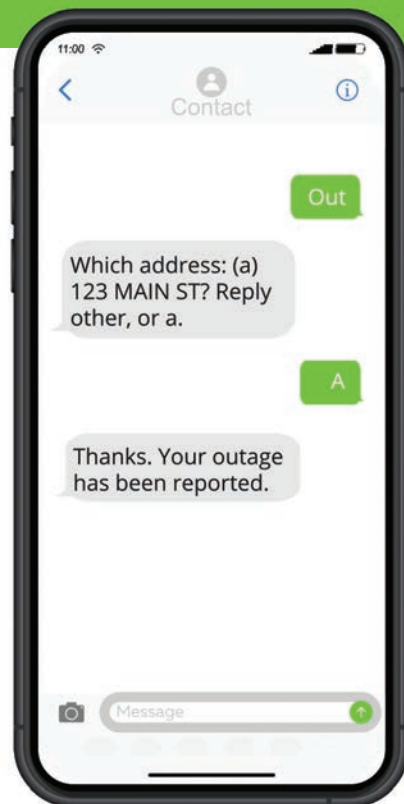 11:00
Contact
Out
Which address: (a)
123 MAIN ST? Reply
other, or a.
A
Thanks. Your outage
has been reported.
Message